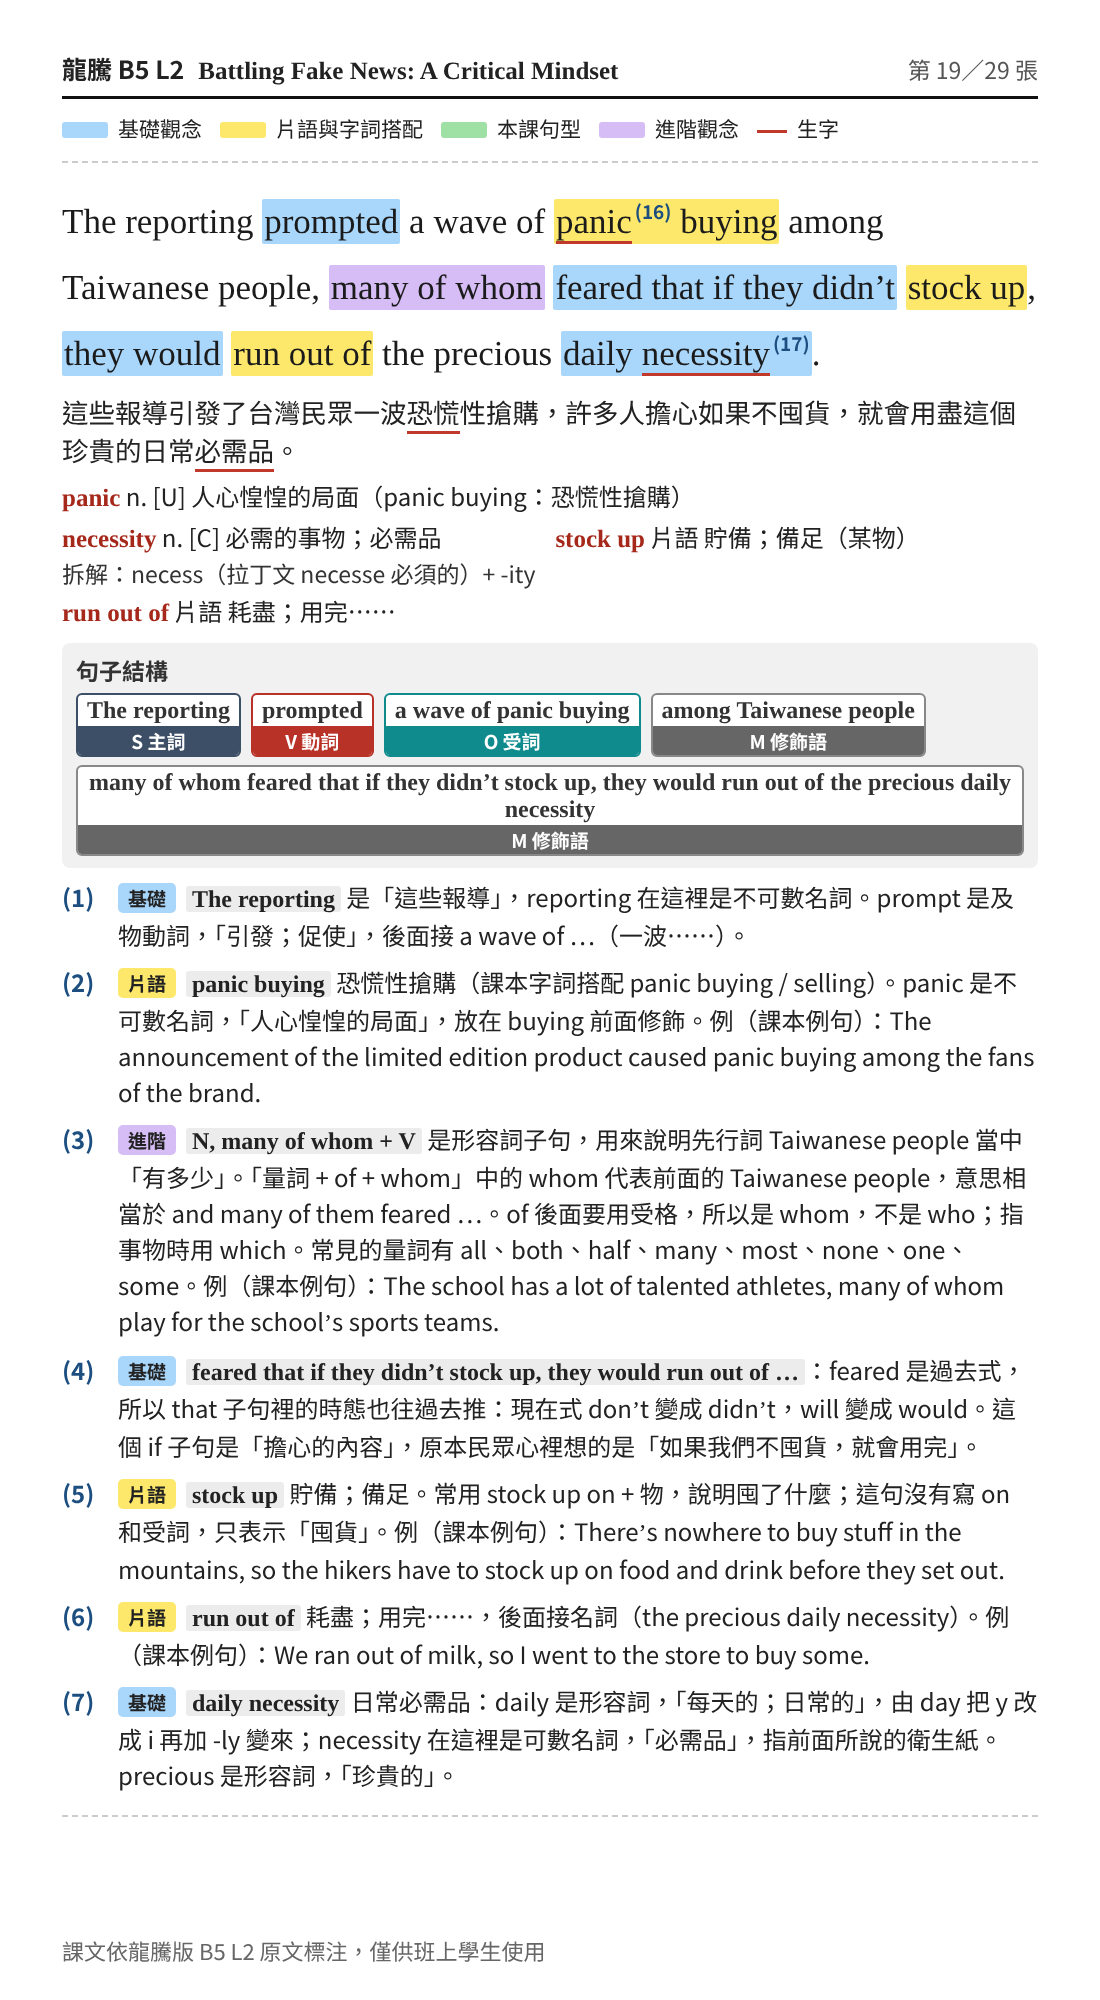 龍騰 B5 L2 Battling Fake News: A Critical Mindset 第 19／29 張
基礎觀念 片語與字詞搭配 本課句型 進階觀念 生字
The reporting prompted a wave of panic(16) buying among
Taiwanese people, many of whom feared that if they didn’t stock up,
they would run out of the precious daily necessity(17).
這些報導引發了台灣民眾一波恐慌性搶購，許多人擔心如果不囤貨，就會用盡這個
珍貴的日常必需品。
panic n. [U] 人心惶惶的局面（panic buying：恐慌性搶購）
necessity n. [C] 必需的事物；必需品 stock up 片語 貯備；備足（某物）
拆解：necess（拉丁文 necesse 必須的）+ -ity
run out of 片語 耗盡；用完……
句子結構
The reporting prompted a wave of panic buying among Taiwanese people
S 主詞 V 動詞 O 受詞 M 修飾語
many of whom feared that if they didn’t stock up, they would run out of the precious daily
necessity
M 修飾語
(1) 基礎 The reporting 是「這些報導」，reporting 在這裡是不可數名詞。prompt 是及
物動詞，「引發；促使」，後面接 a wave of …（一波……）。
(2) 片語 panic buying 恐慌性搶購（課本字詞搭配 panic buying / selling）。panic 是不
可數名詞，「人心惶惶的局面」，放在 buying 前面修飾。例（課本例句）：The
announcement of the limited edition product caused panic buying among the fans
of the brand.
(3) 進階 N, many of whom + V 是形容詞子句，用來說明先行詞 Taiwanese people 當中
「有多少」。「量詞 + of + whom」中的 whom 代表前面的 Taiwanese people，意思相
當於 and many of them feared …。of 後面要用受格，所以是 whom，不是 who；指
事物時用 which。常見的量詞有 all、both、half、many、most、none、one、
some。例（課本例句）：The school has a lot of talented athletes, many of whom
play for the school’s sports teams.
(4) 基礎 feared that if they didn’t stock up, they would run out of …：feared 是過去式，
所以 that 子句裡的時態也往過去推：現在式 don’t 變成 didn’t，will 變成 would。這
個 if 子句是「擔心的內容」，原本民眾心裡想的是「如果我們不囤貨，就會用完」。
(5) 片語 stock up 貯備；備足。常用 stock up on + 物，說明囤了什麼；這句沒有寫 on
和受詞，只表示「囤貨」。例（課本例句）：There’s nowhere to buy stuff in the
mountains, so the hikers have to stock up on food and drink before they set out.
(6) 片語 run out of 耗盡；用完……，後面接名詞（the precious daily necessity）。例
（課本例句）：We ran out of milk, so I went to the store to buy some.
(7) 基礎 daily necessity 日常必需品：daily 是形容詞，「每天的；日常的」，由 day 把 y 改
成 i 再加 -ly 變來；necessity 在這裡是可數名詞，「必需品」，指前面所說的衛生紙。
precious 是形容詞，「珍貴的」。
課文依龍騰版 B5 L2 原文標注，僅供班上學生使用